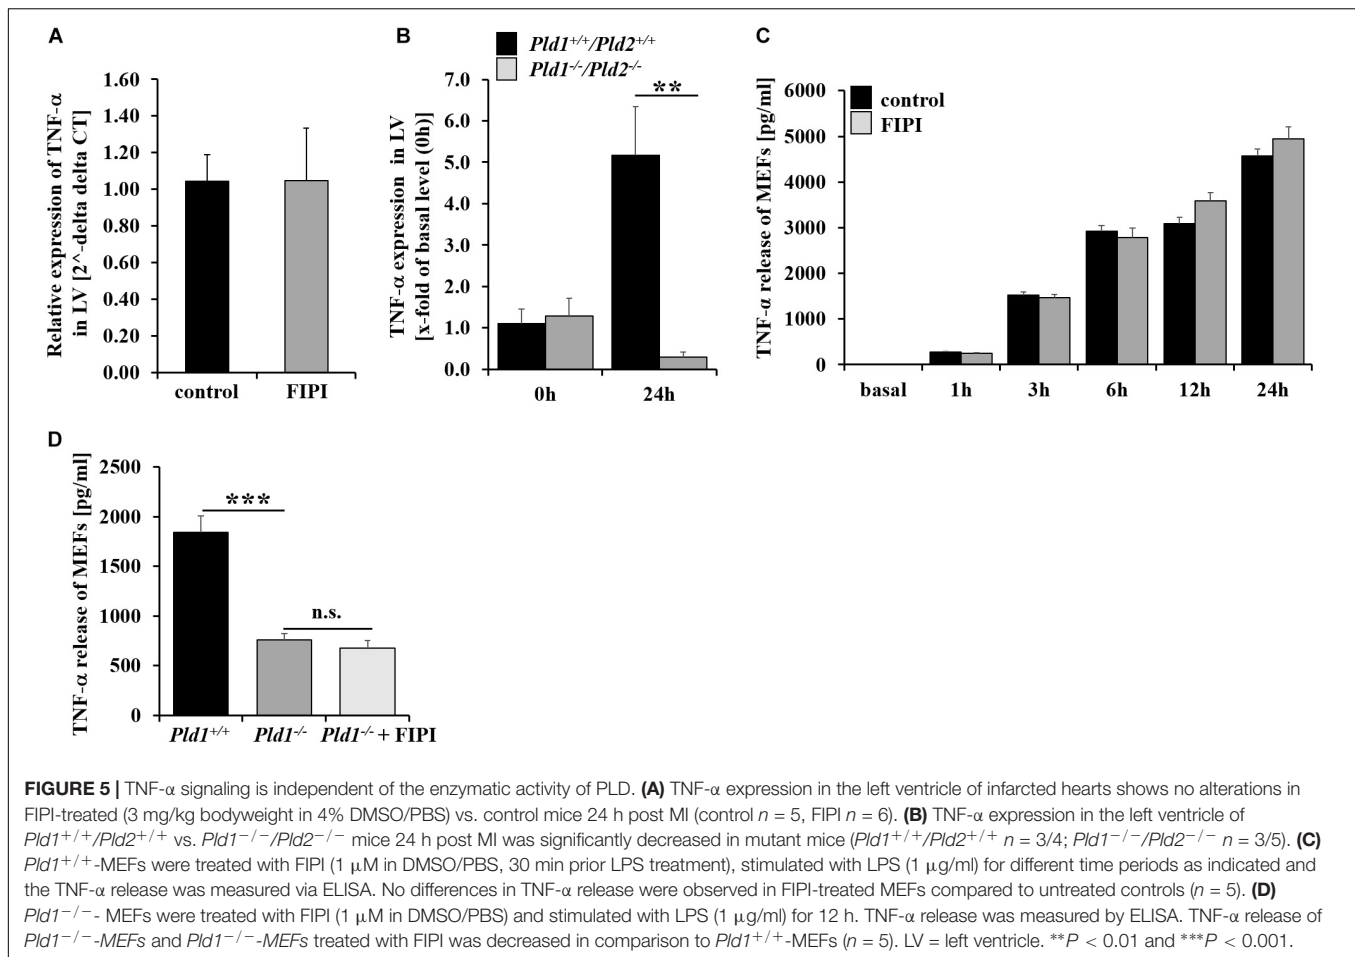 A
Relative expression of TNF-α
in LV [2^-delta delta CT]
1.60
1.40
1.20
1.00
0.80
0.60
0.40
0.20
0.00
control
FIPI
B
Pld1+/+/Pld2+/+
Pld1-/-/Pld2-/-
TNF-α expression in LV
[x-fold of basal level (0h)]
7.0
6.0
5.0
4.0
3.0
2.0
1.0
0.0
**
0h
24h
C
control
FIPI
TNF-α release of MEFs [pg/ml]
6000
5000
4000
3000
2000
1000
0
basal
1h
3h
6h
12h
24h
D
TNF-α release of MEFs [pg/ml]
2500
2000
1500
1000
500
0
***
n.s.
Pld1+/+
Pld1-/-
Pld1-/- + FIPI
FIGURE 5 | TNF-α signaling is independent of the enzymatic activity of PLD. (A) TNF-α expression in the left ventricle of infarcted hearts shows no alterations in
FIPI-treated (3 mg/kg bodyweight in 4% DMSO/PBS) vs. control mice 24 h post MI (control n = 5, FIPI n = 6). (B) TNF-α expression in the left ventricle of
Pld1+/+/Pld2+/+ vs. Pld1−/−/Pld2−/− mice 24 h post MI was significantly decreased in mutant mice (Pld1+/+/Pld2+/+ n = 3/4; Pld1−/−/Pld2−/− n = 3/5). (C)
Pld1+/+-MEFs were treated with FIPI (1 μM in DMSO/PBS, 30 min prior LPS treatment), stimulated with LPS (1 μg/ml) for different time periods as indicated and
the TNF-α release was measured via ELISA. No differences in TNF-α release were observed in FIPI-treated MEFs compared to untreated controls (n = 5). (D)
Pld1−/−- MEFs were treated with FIPI (1 μM in DMSO/PBS) and stimulated with LPS (1 μg/ml) for 12 h. TNF-α release was measured by ELISA. TNF-α release of
Pld1−/−-MEFs and Pld1−/−-MEFs treated with FIPI was decreased in comparison to Pld1+/+-MEFs (n = 5). LV = left ventricle. **P < 0.01 and ***P < 0.001.